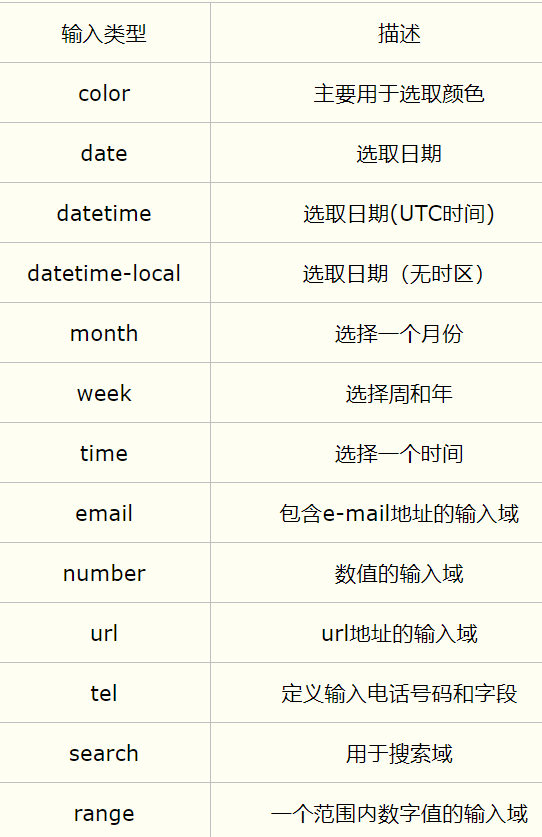 输入类型 描述
color 主要用于选取颜色
date 选取日期
datetime 选取日期(UTC时间)
datetime-local 选取日期（无时区）
month 选择一个月份
week 选择周和年
time 选择一个时间
email 包含e-mail地址的输入域
number 数值的输入域
url url地址的输入域
tel 定义输入电话号码和字段
search 用于搜索域
range 一个范围内数字值的输入域